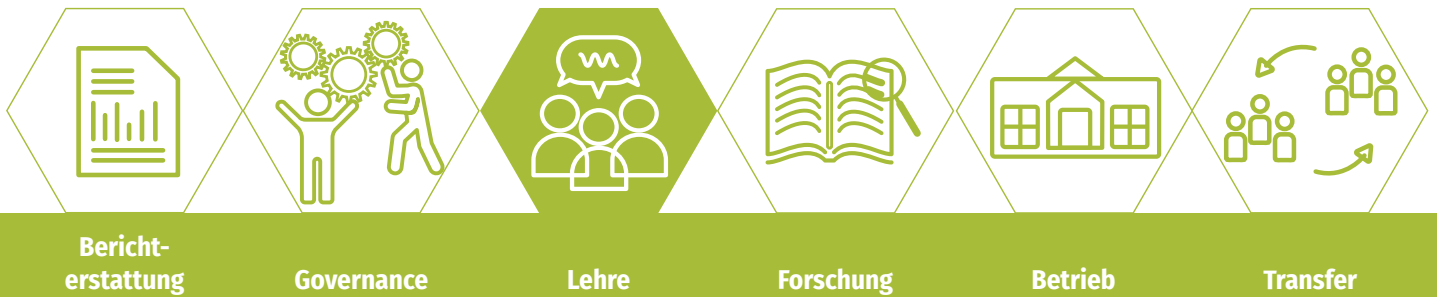 Bericht-
erstattung
Governance
Lehre
Forschung
Betrieb
Transfer